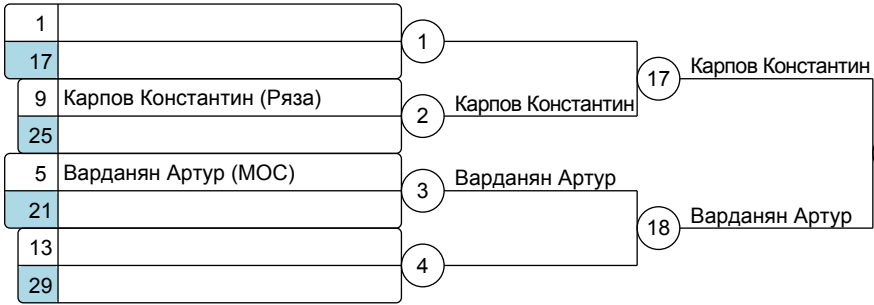 1
17
1
9 Карпов Константин (Ряза)
25
2
Карпов Константин
17
Карпов Константин
5 Варданян Артур (МОС)
21
3
Варданян Артур
13
29
4
18
Варданян Артур